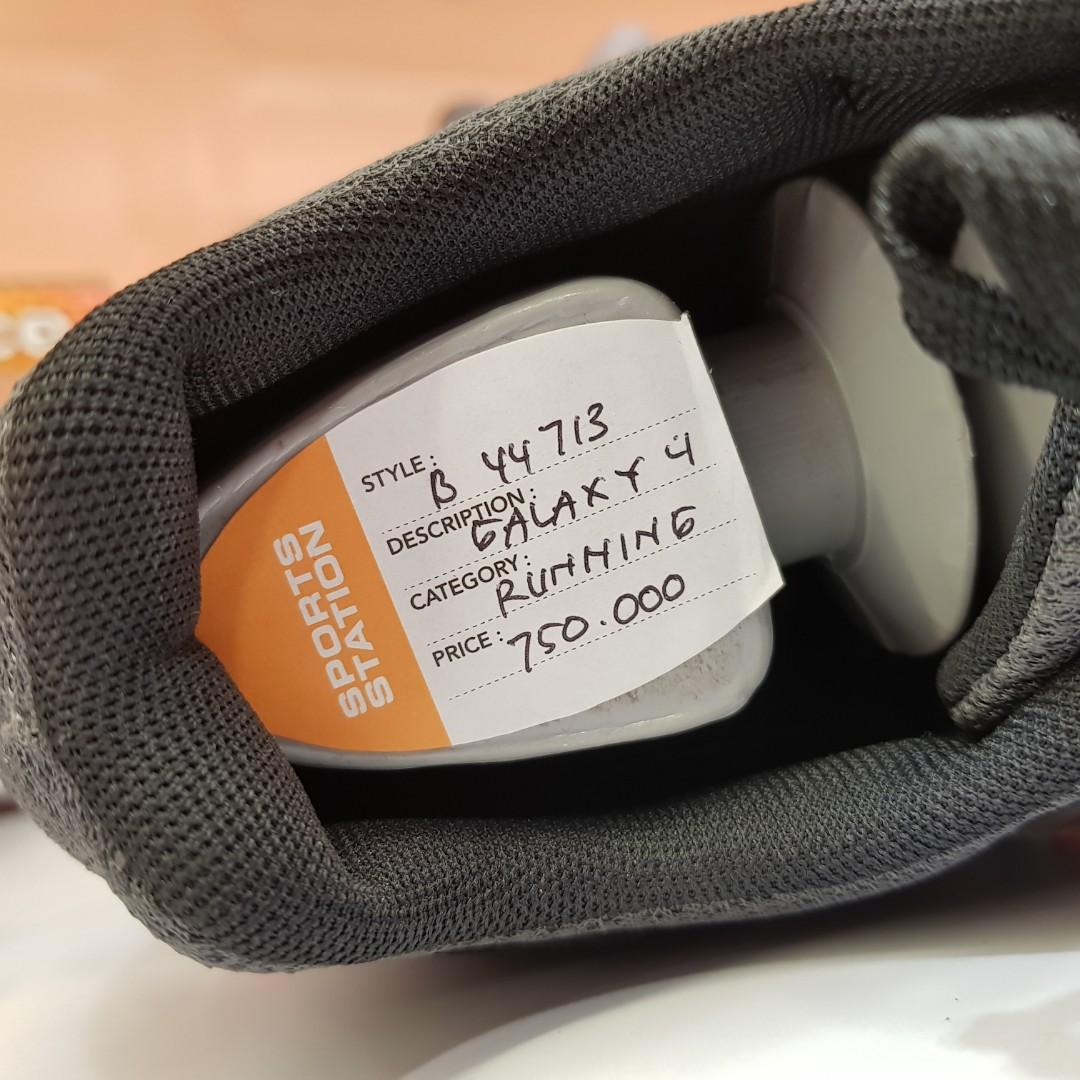 SPORTS
STATION
STYLE: B 44713
DESCRIPTION: GALAXY 4
CATEGORY: RUNNING
PRICE: 750.000